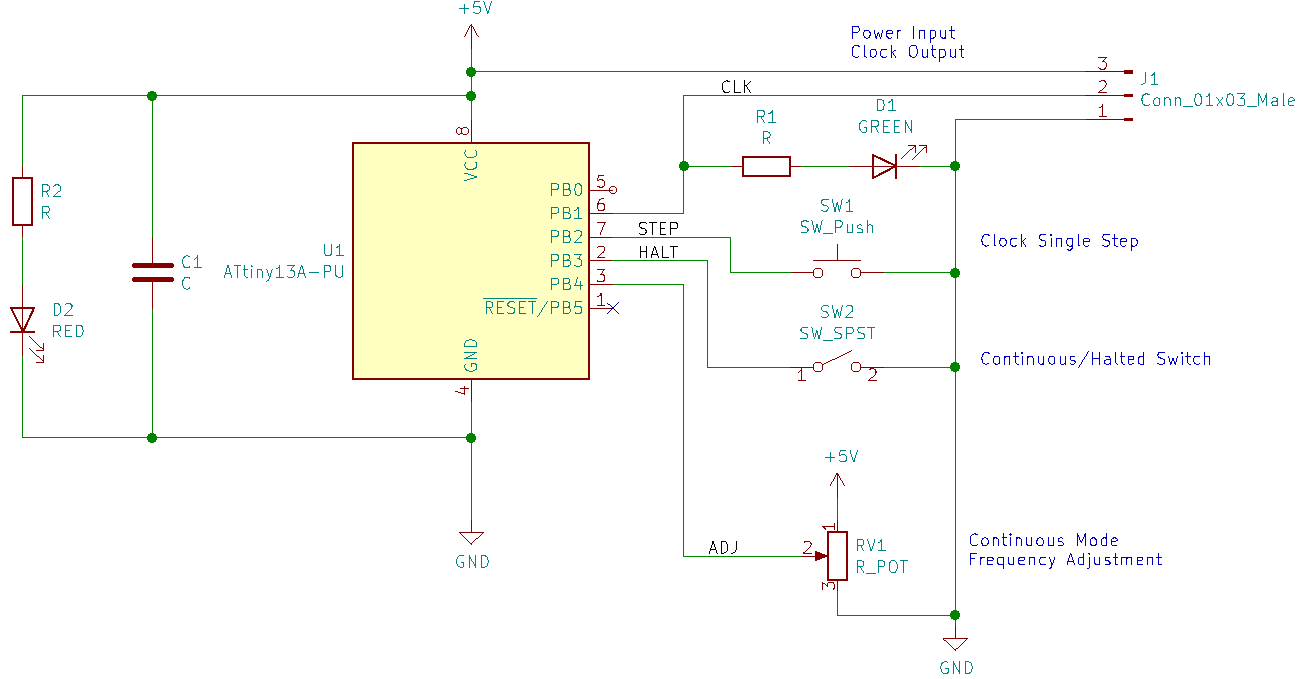 +5V
Power Input
Clock Output
3
J1
2
Conn_01x03_Male
1
CLK
D1
GREEN
R1
R
8
VCC
R2
R
PB0 5
PB1 6
PB2 7
PB3 2
PB4 3
RESET/PB5 1
STEP
HALT
SW1
SW_Push
Clock Single Step
U1
ATtiny13A-PU
C1
C
D2
RED
GND
4
SW2
SW_SPST
1 2
Continuous/Halted Switch
+5V
1
ADJ
2
3
RV1
R_POT
Continuous Mode
Frequency Adjustment
GND
GND